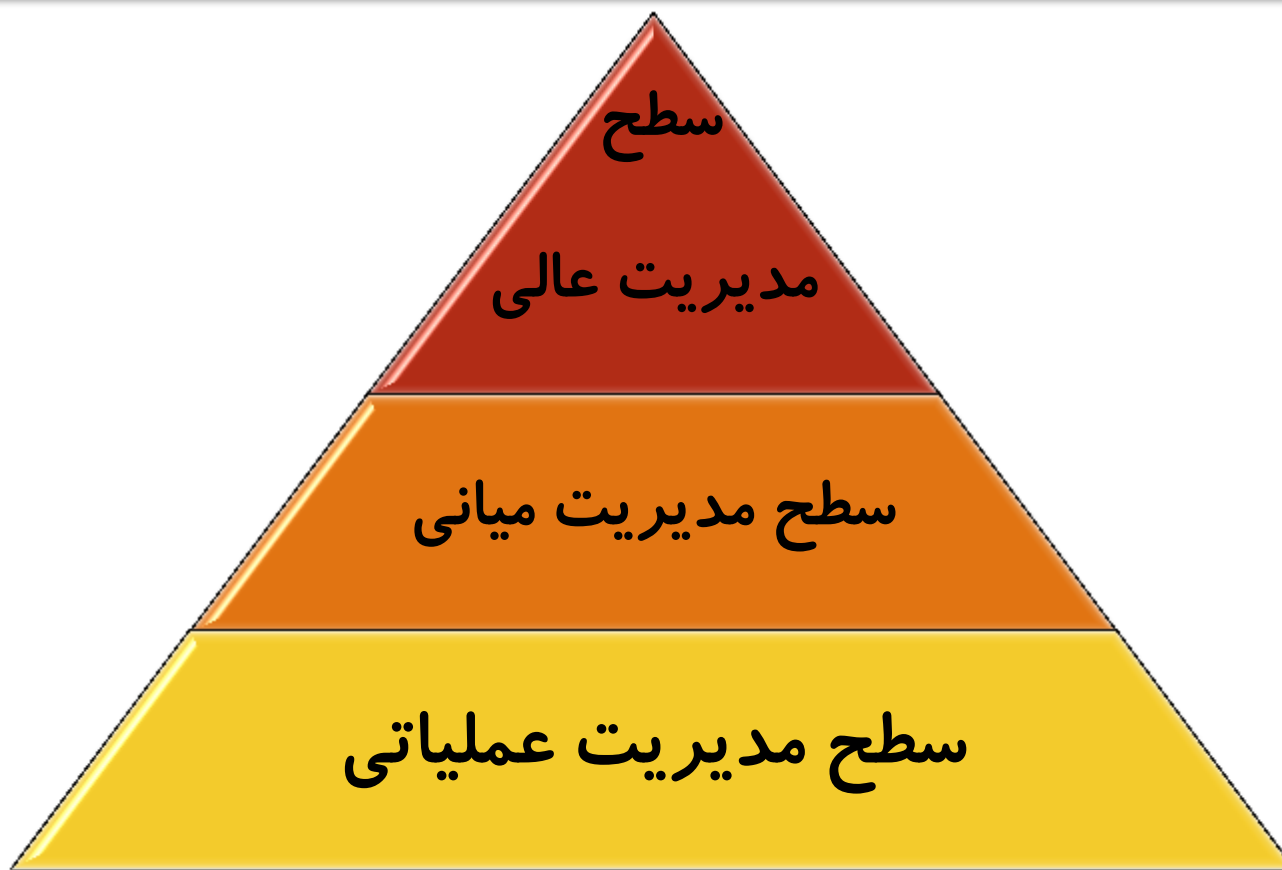 سطح
مدیریت عالی
سطح مدیریت میانی
سطح مدیریت عملیاتی